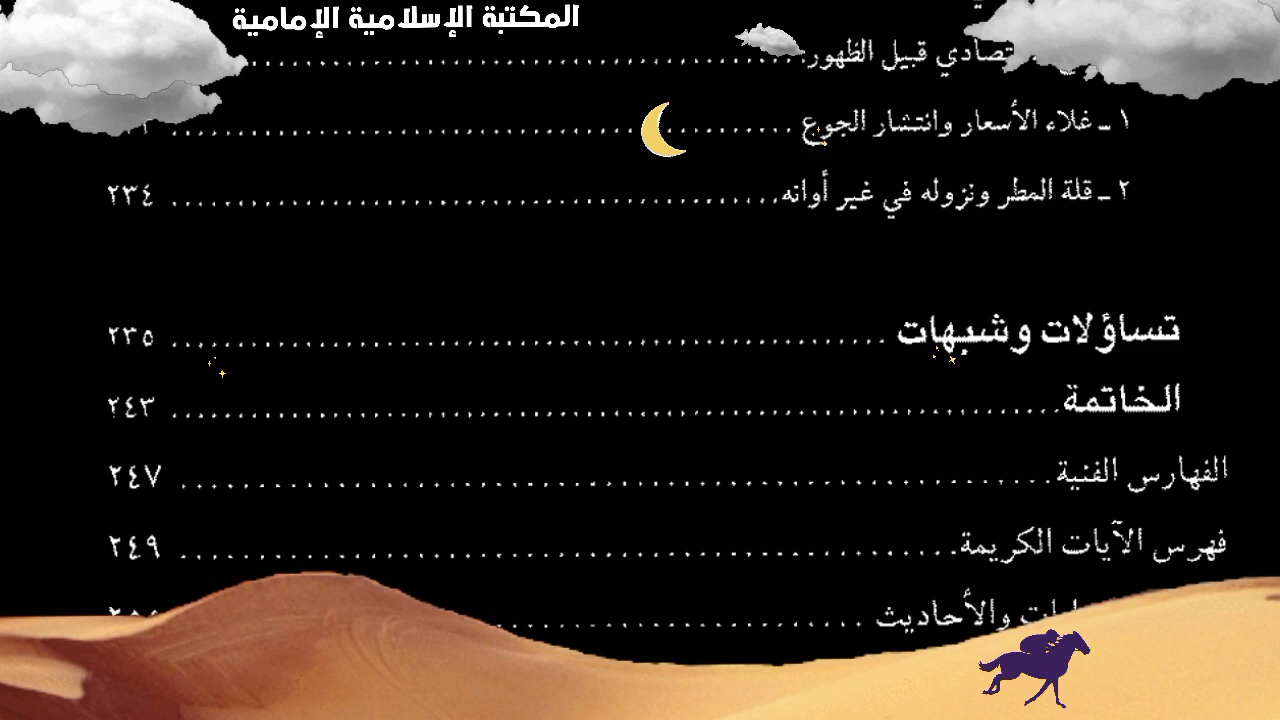 المكتبة الإسلامية الإمامية
قبيل الظهور
١ ـ غلاء الأسعار وانتشار الجوع
٢ ـ قلة المطر ونزوله في غير أوانه ٢٣٤
تساؤلات وشبهات ٢٣٥
الخاتمة ٢٤٣
الفهارس الفنية ٢٤٧
فهرس الآيات الكريمة ٢٤٩
والأحاديث